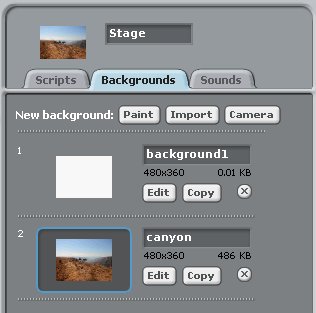 Stage
Scripts Backgrounds Sounds
New background: Paint Import Camera
1
background1
480x360 0.01 KB
Edit Copy
2
canyon
480x360 486 KB
Edit Copy